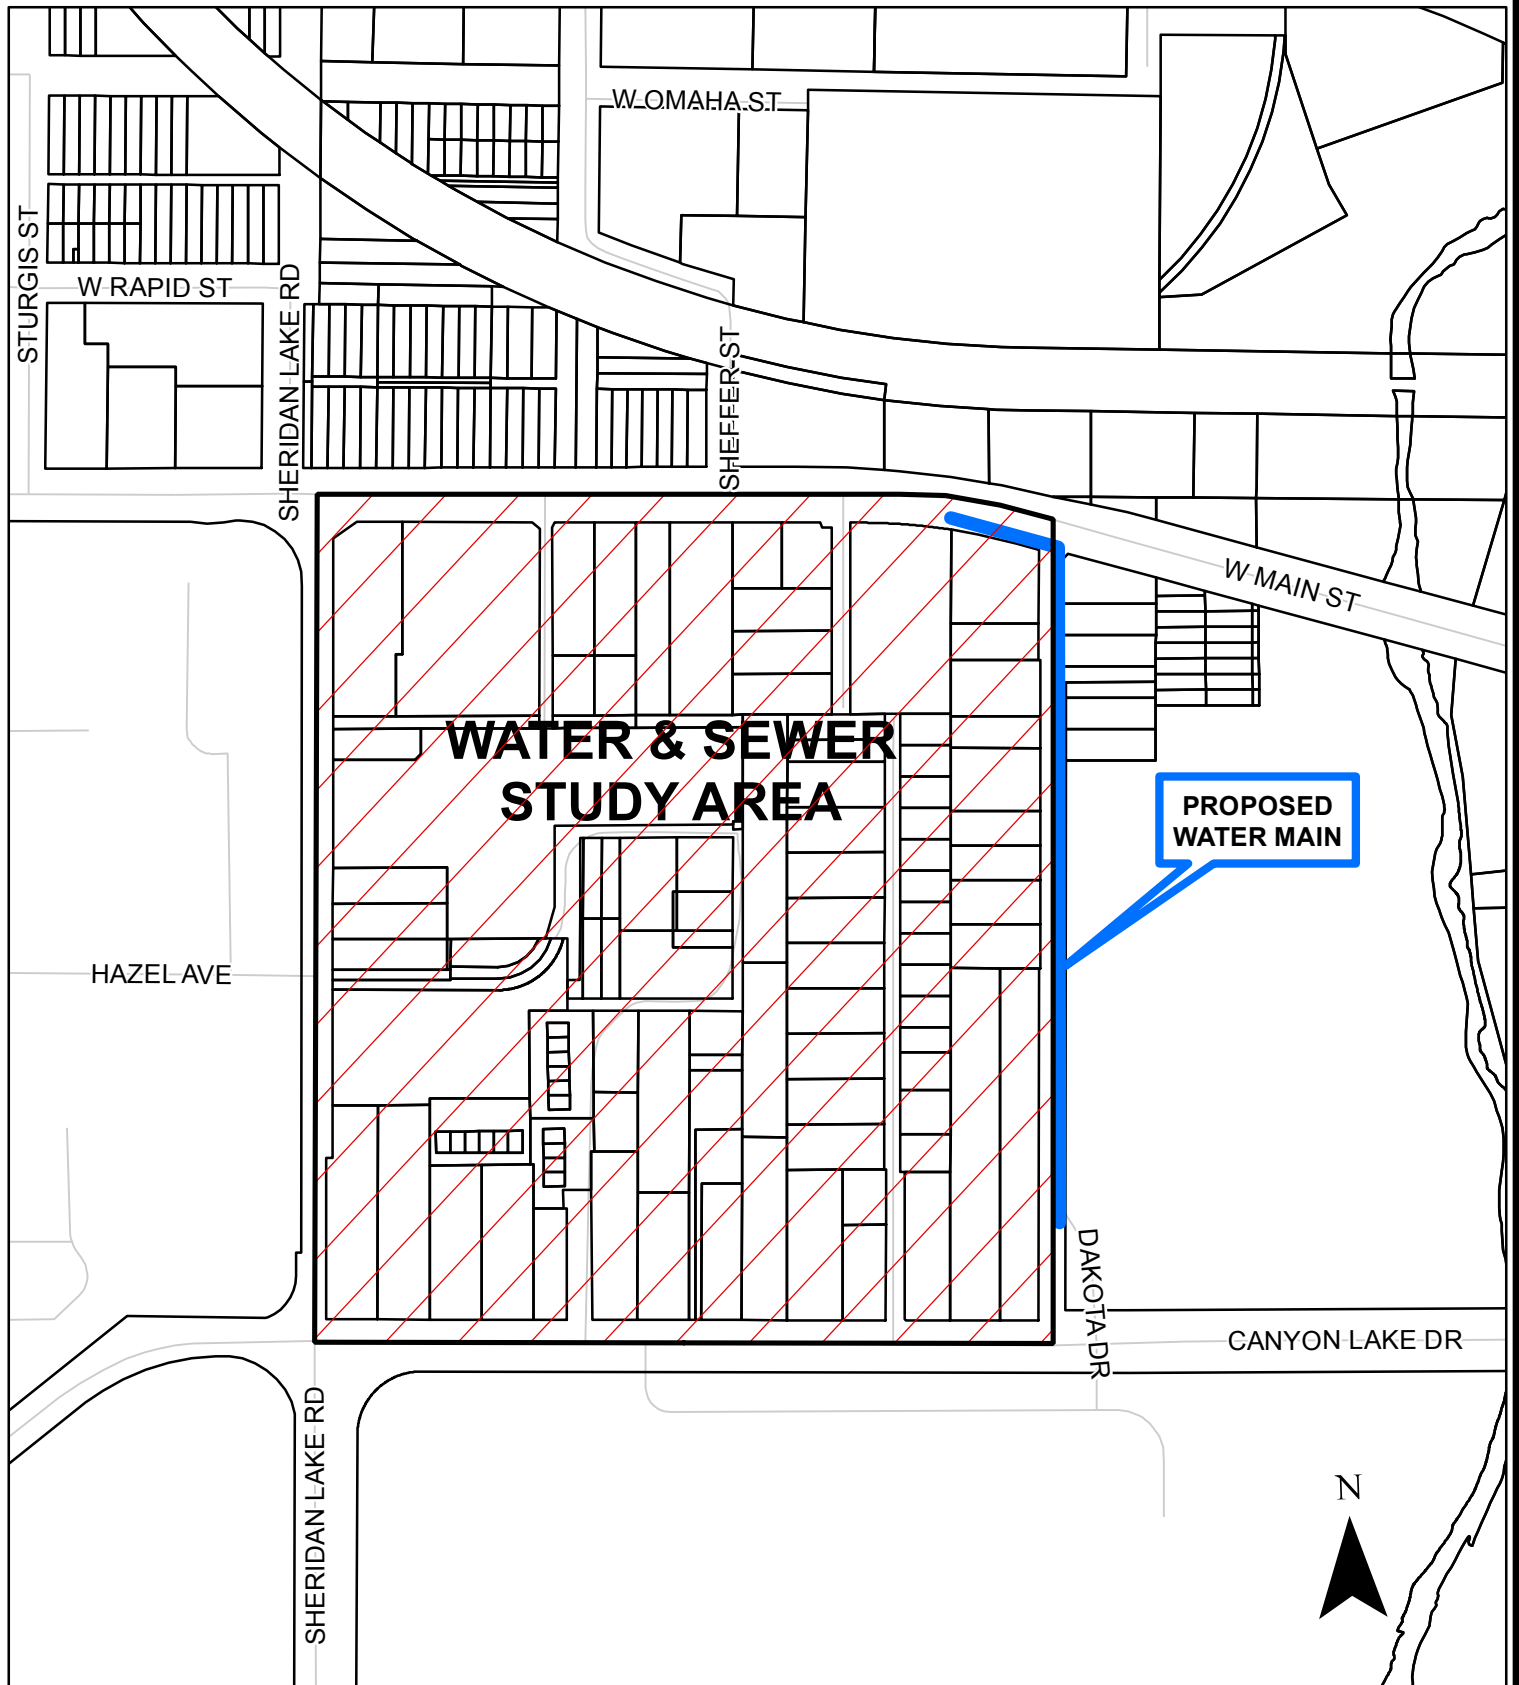 W OMAHA ST
STURGIS ST
W RAPID ST
SHERIDAN LAKE RD
SHEFFER ST
W MAIN ST
WATER & SEWER
STUDY AREA
PROPOSED
WATER MAIN
HAZEL AVE
DAKOTA DR
CANYON LAKE DR
SHERIDAN LAKE RD
N